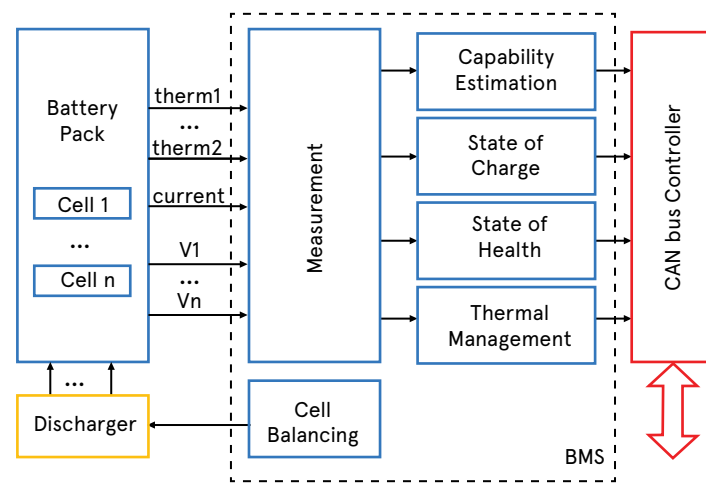 Battery
Pack
Cell 1
...
Cell n
therm1
...
therm2
current
V1
...
Vn
Measurement
Capability
Estimation
State of
Charge
State of
Health
Thermal
Management
CAN bus Controller
...
Discharger
Cell
Balancing
BMS